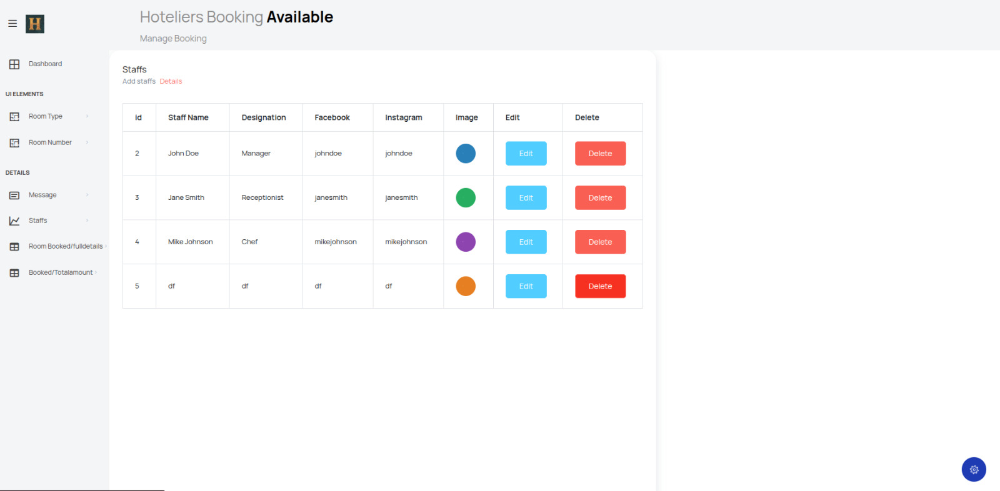 H
Hoteliers Booking Available
Manage Booking
Dashboard
UI ELEMENTS
Room Type
Room Number
DETAILS
Message
Staffs
Room Booked/fulldetails
Booked/Totalamount
Staffs
Add staffs Details
id Staff Name Designation Facebook Instagram Image Edit Delete
2 John Doe Manager johndoe johndoe Edit Delete
3 Jane Smith Receptionist janesmith janesmith Edit Delete
4 Mike Johnson Chef mikejohnson mikejohnson Edit Delete
5 df df df df Edit Delete